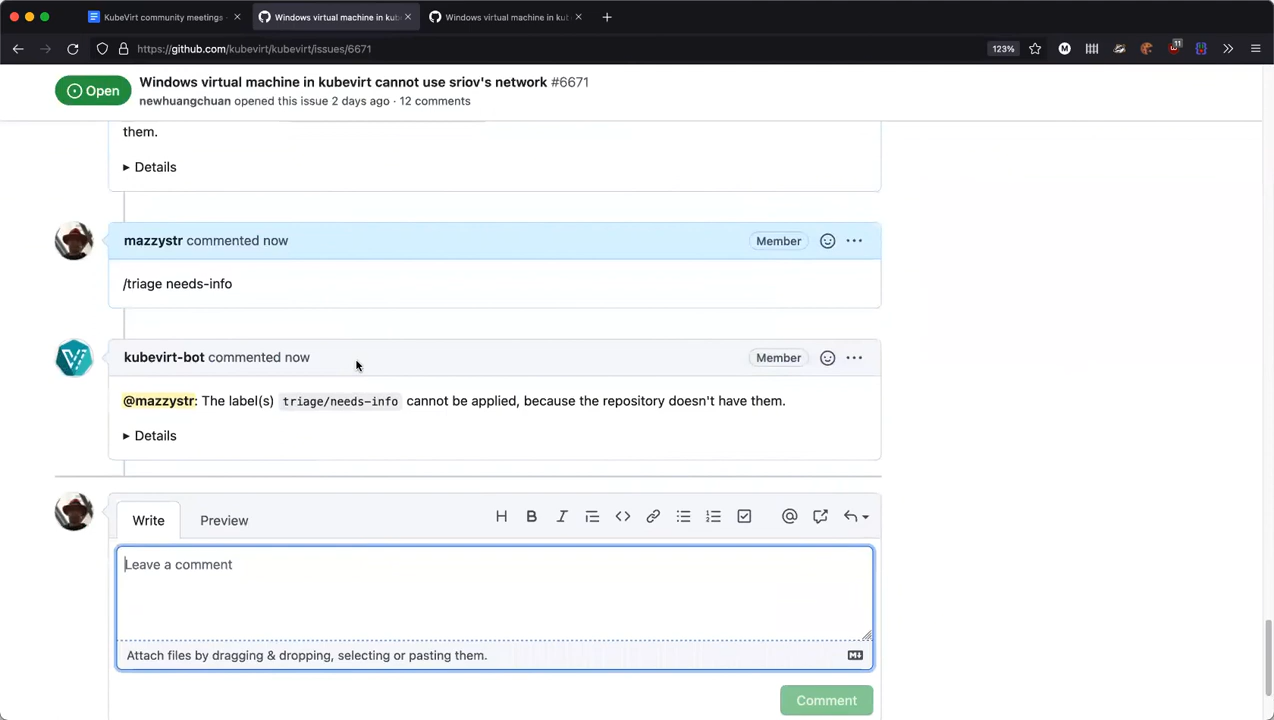 KubeVirt community meetings
Windows virtual machine in kube
Windows virtual machine in kub
https://github.com/kubevirt/kubevirt/issues/6671
123%
M
11
Open
Windows virtual machine in kubevirt cannot use sriov's network #6671
newhuangchuan opened this issue 2 days ago · 12 comments
them.
Details
mazzystr commented now
Member
/triage needs-info
kubevirt-bot commented now
Member
@mazzystr: The label(s) triage/needs-info cannot be applied, because the repository doesn't have them.
Details
Write
Preview
Leave a comment
Attach files by dragging & dropping, selecting or pasting them.
Comment